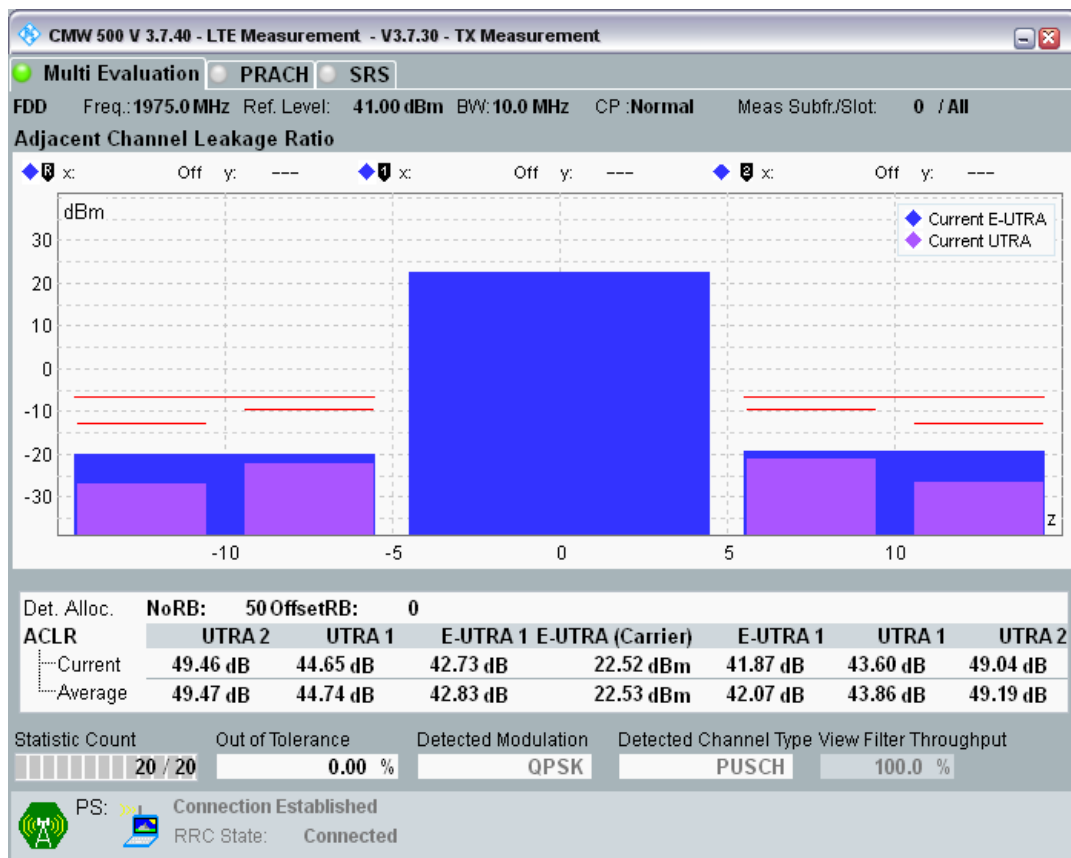 CMW 500 V 3.7.40 - LTE Measurement - V3.7.30 - TX Measurement
Multi Evaluation PRACH SRS
FDD Freq.:1975.0 MHz Ref. Level: 41.00 dBm BW:10.0 MHz CP :Normal Meas Subfr./Slot: 0 / All
Adjacent Channel Leakage Ratio
R x: Off y: --- 1 x: Off y: --- 2 x: Off y: ---
dBm
Current E-UTRA
Current UTRA
30
20
10
0
-10
-20
-30
z
-10 -5 0 5 10
Det. Alloc. NoRB: 50 OffsetRB: 0
ACLR UTRA 2 UTRA 1 E-UTRA 1 E-UTRA (Carrier) E-UTRA 1 UTRA 1 UTRA 2
Current 49.46 dB 44.65 dB 42.73 dB 22.52 dBm 41.87 dB 43.60 dB 49.04 dB
Average 49.47 dB 44.74 dB 42.83 dB 22.53 dBm 42.07 dB 43.86 dB 49.19 dB
Statistic Count Out of Tolerance Detected Modulation Detected Channel Type View Filter Throughput
20 / 20 0.00 % QPSK PUSCH 100.0 %
PS: Connection Established
RRC State: Connected